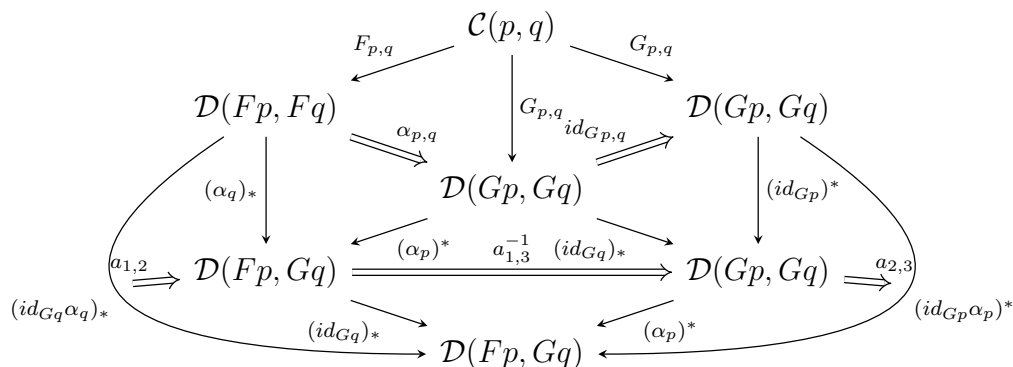 𝒞(p, q)
F_{p,q} G_{p,q}
𝒟(Fp, Fq) 𝒟(Gp, Gq)
α_{p,q} G_{p,q} id_{Gp,q}
𝒟(Gp, Gq)
(α_q)_* (id_{Gp})^*
(α_p)^* a_{1,3}^{-1} (id_{Gq})_*
a_{1,2} 𝒟(Fp, Gq) 𝒟(Gp, Gq) a_{2,3}
(id_{Gq}α_q)_* (id_{Gp}α_p)^*
(id_{Gq})_* (α_p)^*
𝒟(Fp, Gq)